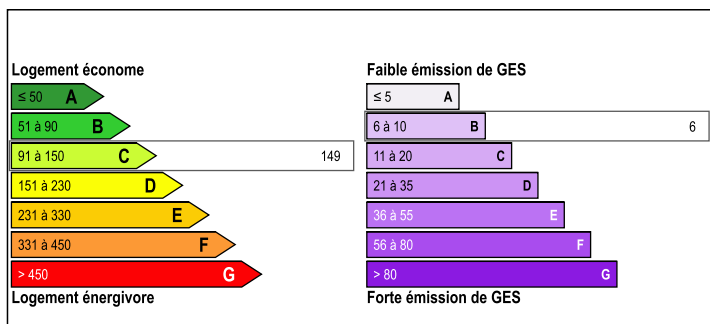 Logement économe
≤ 50 A
51 à 90 B
91 à 150 C 149
151 à 230 D
231 à 330 E
331 à 450 F
> 450 G
Logement énergivore
Faible émission de GES
≤ 5 A
6 à 10 B 6
11 à 20 C
21 à 35 D
36 à 55 E
56 à 80 F
> 80 G
Forte émission de GES